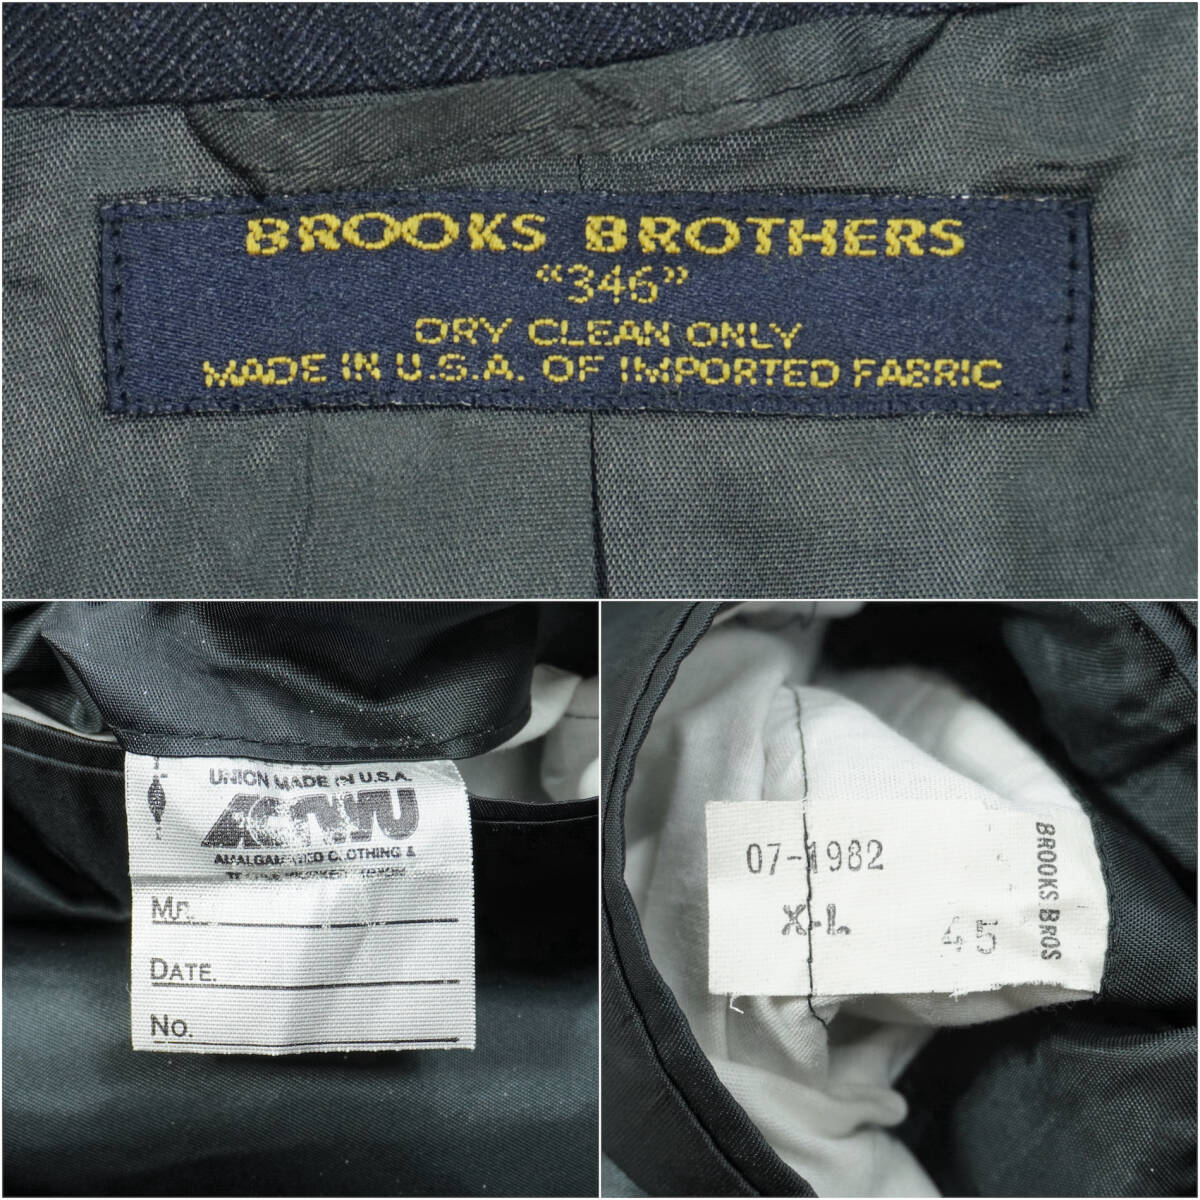 BROOKS BROTHERS
“346”
DRY CLEAN ONLY
MADE IN U.S.A. OF IMPORTED FABRIC
UNION MADE IN U.S.A.
ACTWU
AMALGAMATED CLOTHING &
MR.
DATE.
No.
07-1982
X-L 45
BROOKS BROS